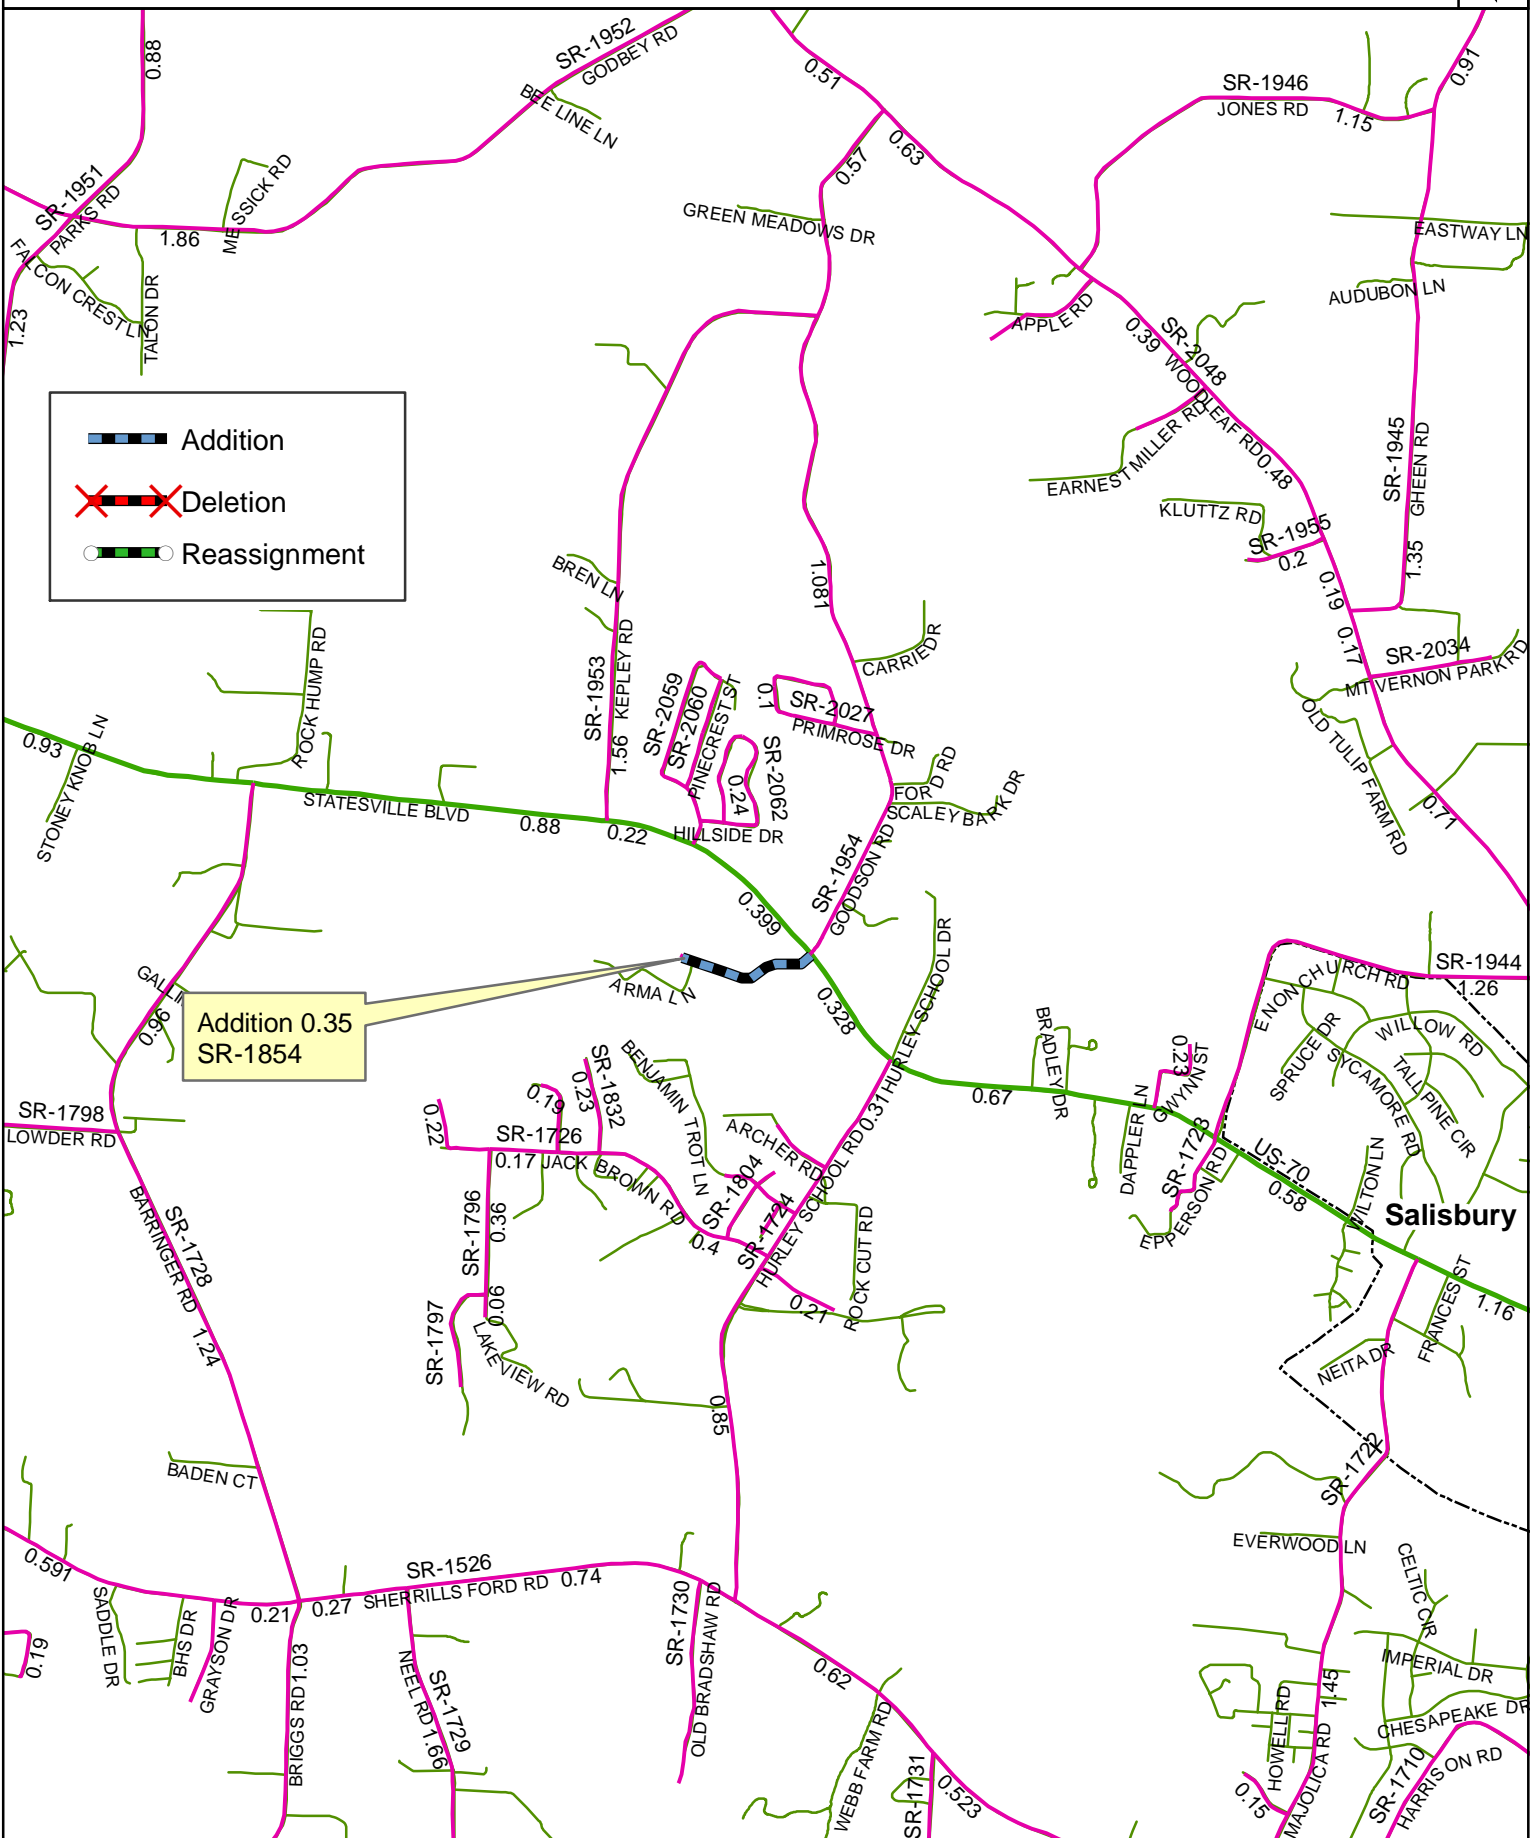 0.88
SR-1952
GODBEY RD
BEE LINE LN
0.51
SR-1946
JONES RD
1.15
0.91
SR-1951
PARKS RD
1.86
MESSICK RD
FALCON CREST LN
TALON DR
1.23
0.57
0.63
GREEN MEADOWS DR
EASTWAY LN
AUDUBON LN
APPLE RD
0.39
SR-2048
WOODLEAF RD
0.48
EARNEST MILLER RD
SR-1945
GHEEN RD
1.35
KLUTTZ RD
SR-1955
0.2
0.19
0.17
SR-2034
MT VERNON PARK RD
OLD TULIP FARM RD
0.71
Addition
Deletion
Reassignment
BREN LN
SR-1953
KEPLEY RD
1.56
1.081
CARRIE DR
ROCK HUMP RD
SR-2059
SR-2060
PINECREST ST
0.1
SR-2027
PRIMROSE DR
SR-2062
0.24
HILLSIDE DR
FORD RD
SCALEY BARK DR
0.93
STONEY KNOB LN
STATESVILLE BLVD
0.88
0.22
0.399
SR-1954
GOODSON RD
0.328
HURLEY SCHOOL DR
ARMA LN
GALLI
0.96
Addition 0.35
SR-1854
SR-1944
1.26
ENON CHURCH RD
WILLOW RD
SPRUCE DR
SYCAMORE RD
TALL PINE CIR
BRADLEY DR
0.67
0.23
GWYNN ST
DAPPLER LN
SR-1723
EPPERSON RD
US-70
0.58
WILTON LN
Salisbury
FRANCES ST
1.16
NEITA DR
SR-1798
LOWDER RD
0.22
0.19
0.23
SR-1832
SR-1726
0.17
JACK BROWN RD
BENJAMIN TROT LN
ARCHER RD
0.31
SR-1804
SR-1724
HURLEY SCHOOL RD
0.4
0.21
ROCK CUT RD
SR-1796
0.36
0.06
SR-1797
LAKEVIEW RD
SR-1728
BARRINGER RD
1.24
0.85
BADEN CT
SR-1722
EVERWOOD LN
CELTIC CIR
IMPERIAL DR
CHESAPEAKE DR
0.591
SADDLE DR
BHS DR
GRAYSON DR
0.21
0.27
SR-1526
SHERRILLS FORD RD
0.74
0.19
BRIGGS RD
1.03
NEEL RD
SR-1729
1.66
SR-1730
OLD BRADSHAW RD
0.62
WEBB FARM RD
SR-1731
0.523
HOWELL RD
1.45
MAJOLICA RD
0.15
SR-1710
HARRISON RD